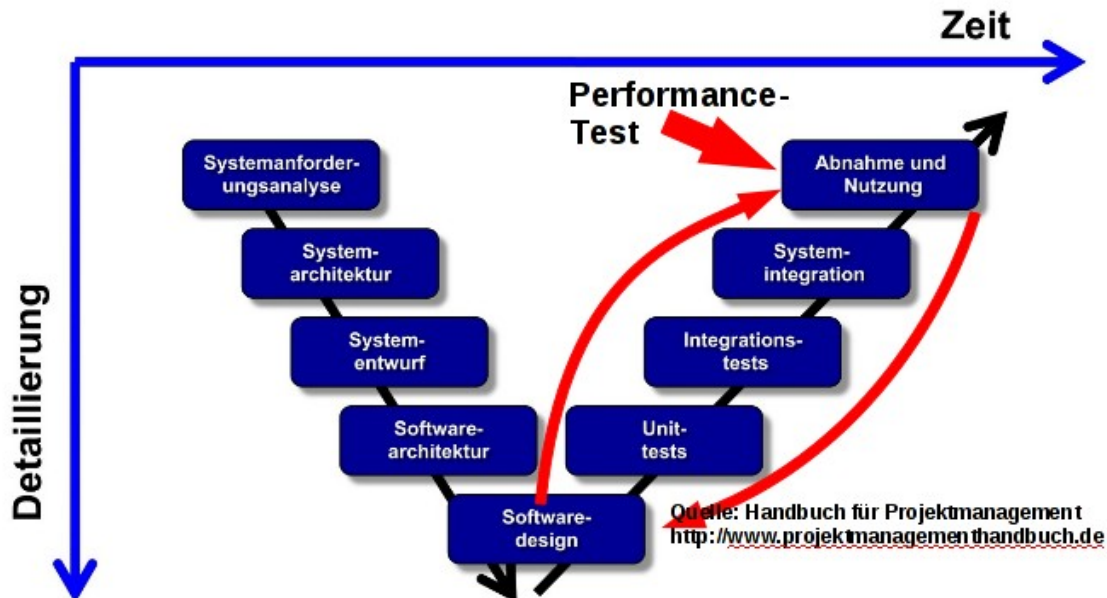 Zeit
Performance-
Test
Systemanforder-
ungsanalyse
Abnahme und
Nutzung
System-
architektur
System-
integration
System-
entwurf
Integrations-
tests
Detaillierung
Software-
architektur
Unit-
tests
Software-
design
Quelle: Handbuch für Projektmanagement
http://www.projektmanagementhandbuch.de